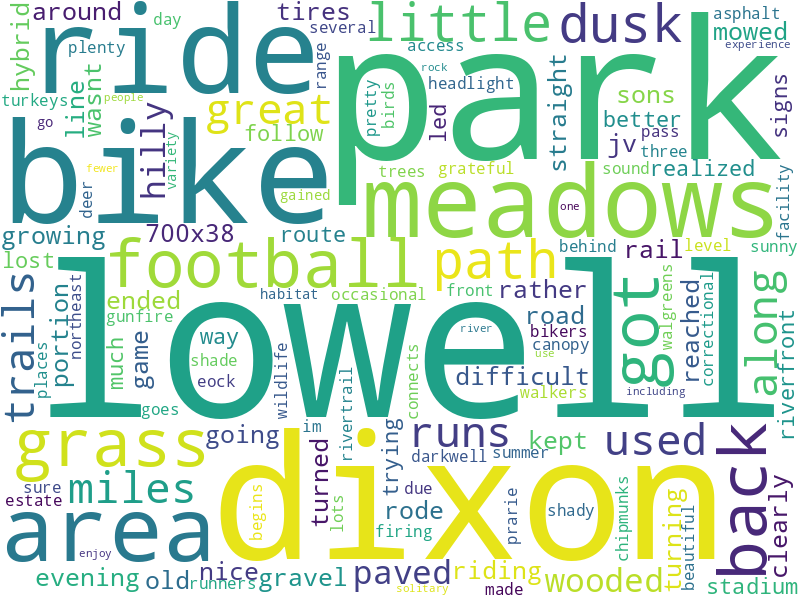 around
tires
several
little
dusk
asphalt
mowed
experience
day
ride
plenty
access
rock
park
hybrid
turkeys
people
line
wasnt
great
range
headlight
straight
sons
signs
go
hilly
variety
follow
pretty
birds
led
better
pass
jv
three
bike
fewer
deer
gained
trees
grateful
sound
realized
facility
meadows
one
growing
700x38
route
behind
rail
level
sunny
lost
football
path
got
along
trails
northeast
portion
ended
habitat
occasional
front
rather
walgreens
reached
correctional
riverfront
places
gunfire
much
game
way
shade
eock
wildlife
lowell
river
road
bikers
canopy
use
difficult
walkers
including
connects
goes
im
rivertrail
grass
going
trying
runs
kept
used
back
darkwell
summer
miles
turned
dixon
sure
estate
area
begins
lots
due
rode
firing
prarie
shady
chipmunks
turning
beautiful
clearly
enjoy
evening
old
runners
nice
gravel
paved
solitary
riding
made
wooded
stadium